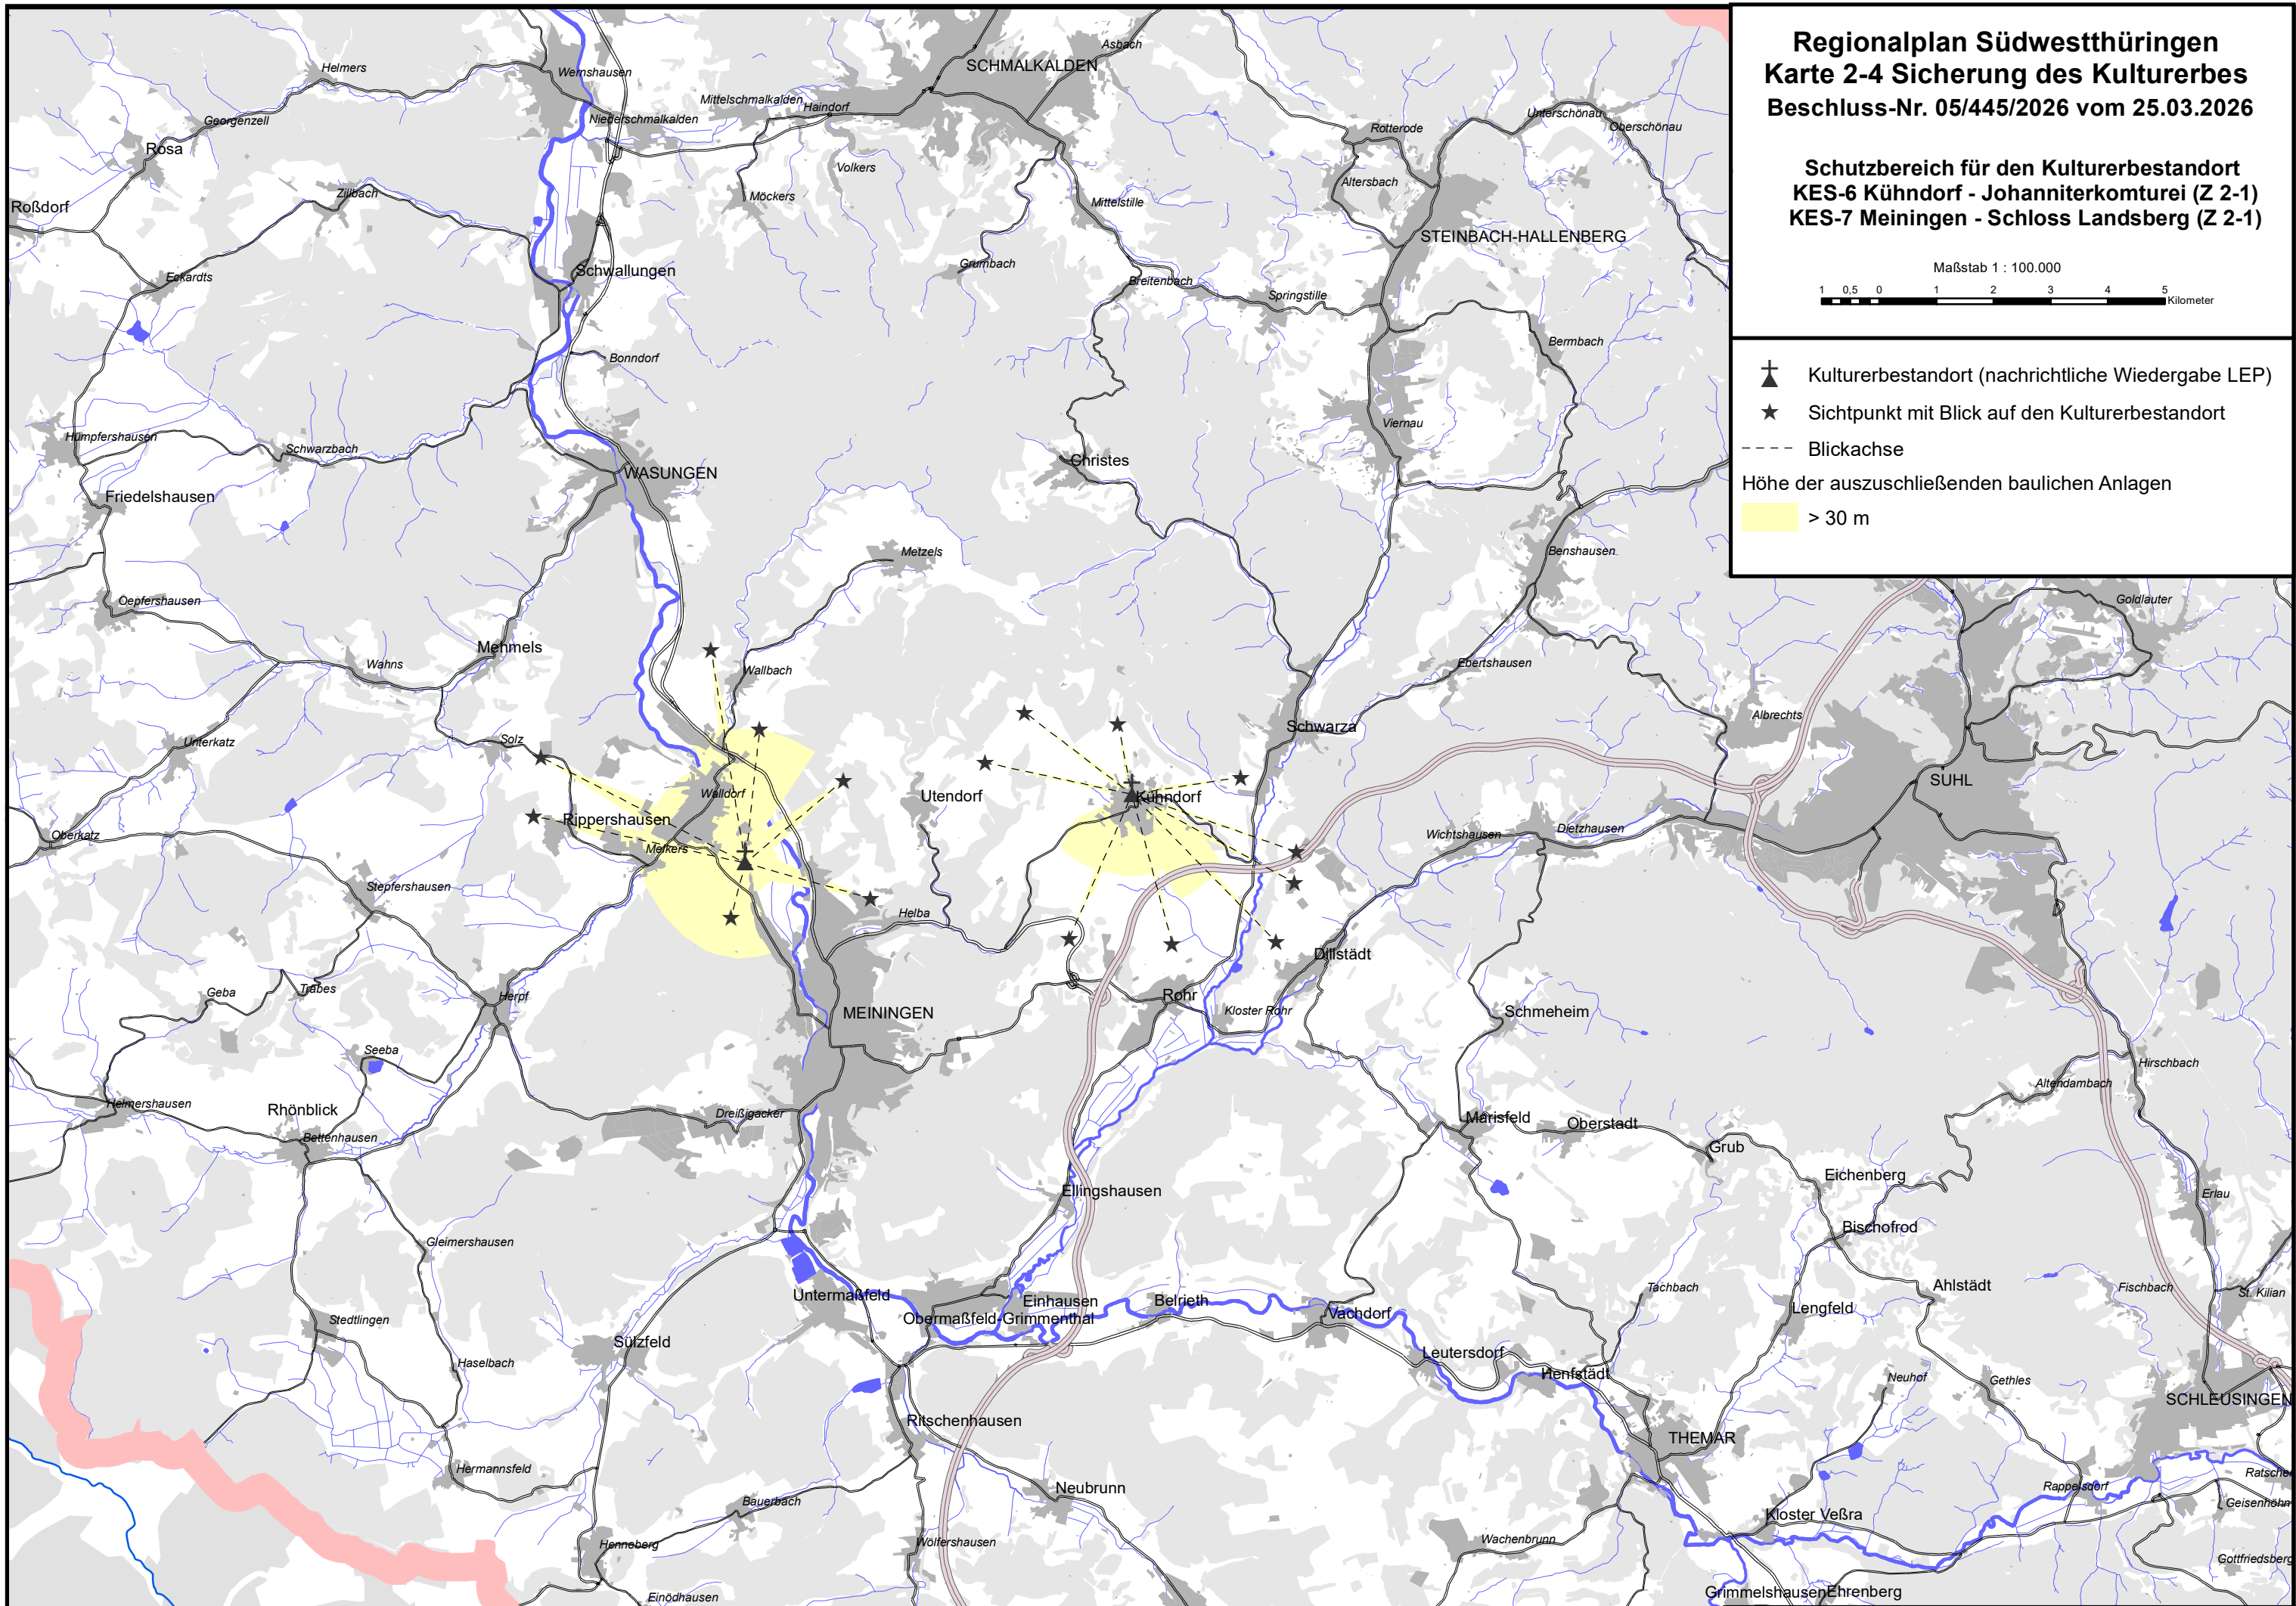 Regionalplan Südwestthüringen
Karte 2-4 Sicherung des Kulturerbes
Beschluss-Nr. 05/445/2026 vom 25.03.2026
Schutzbereich für den Kulturerbestandort
KES-6 Kühndorf - Johanniterkomturei (Z 2-1)
KES-7 Meiningen - Schloss Landsberg (Z 2-1)
Maßstab 1 : 100.000
1 0,5 0 1 2 3 4 5
Kilometer
Kulturerbestandort (nachrichtliche Wiedergabe LEP)
Sichtpunkt mit Blick auf den Kulturerbestandort
Blickachse
Höhe der auszuschließenden baulichen Anlagen
> 30 m
Helmers
Wernshausen
SCHMALKALDEN
Asbach
Mittelschmalkalden
Haindorf
Niederschmalkalden
Georgenzell
Rosa
Rotterode
Unterschönau
Oberschönau
Volkers
Altersbach
Zillbach
Möckers
Mittelstille
Roßdorf
STEINBACH-HALLENBERG
Schwallungen
Grumbach
Eckardts
Breitenbach
Springstille
Bonndorf
Bermbach
Viernau
Hümpfershausen
Schwarzbach
Christes
WASUNGEN
Friedelshausen
Metzels
Benshausen
Oepfershausen
Goldlauter
Mehmels
Wahns
Wallbach
Ebertshausen
Albrechts
Schwarza
Unterkatz
Solz
SUHL
Walldorf
Utendorf
Kühndorf
Rippershausen
Oberkatz
Melkers
Wichtshausen
Dietzhausen
Stepfershausen
Helba
Dillstädt
Geba
Träbes
Herpf
Rohr
Kloster Rohr
MEININGEN
Schmeheim
Seeba
Hirschbach
Altendambach
Helmershausen
Rhönblick
Dreißigacker
Marisfeld
Oberstadt
Bettenhausen
Grub
Eichenberg
Ellingshausen
Erlau
Bischofrod
Gleimershausen
Tachbach
Ahlstädt
Fischbach
St. Kilian
Untermaßfeld
Einhausen
Belrieth
Lengfeld
Obermaßfeld-Grimmenthal
Vachdorf
Stedtlingen
Sülzfeld
Leutersdorf
Haselbach
Henfstädt
Neuhof
Gethles
SCHLEUSINGEN
Ritschenhausen
THEMAR
Hermannsfeld
Ratscher
Neubrunn
Rappelsdorf
Bauerbach
Geisenhöhn
Kloster Veßra
Henneberg
Wölfershausen
Wachenbrunn
Gottfriedsberg
Einödhausen
Grimmelshausen
Ehrenberg